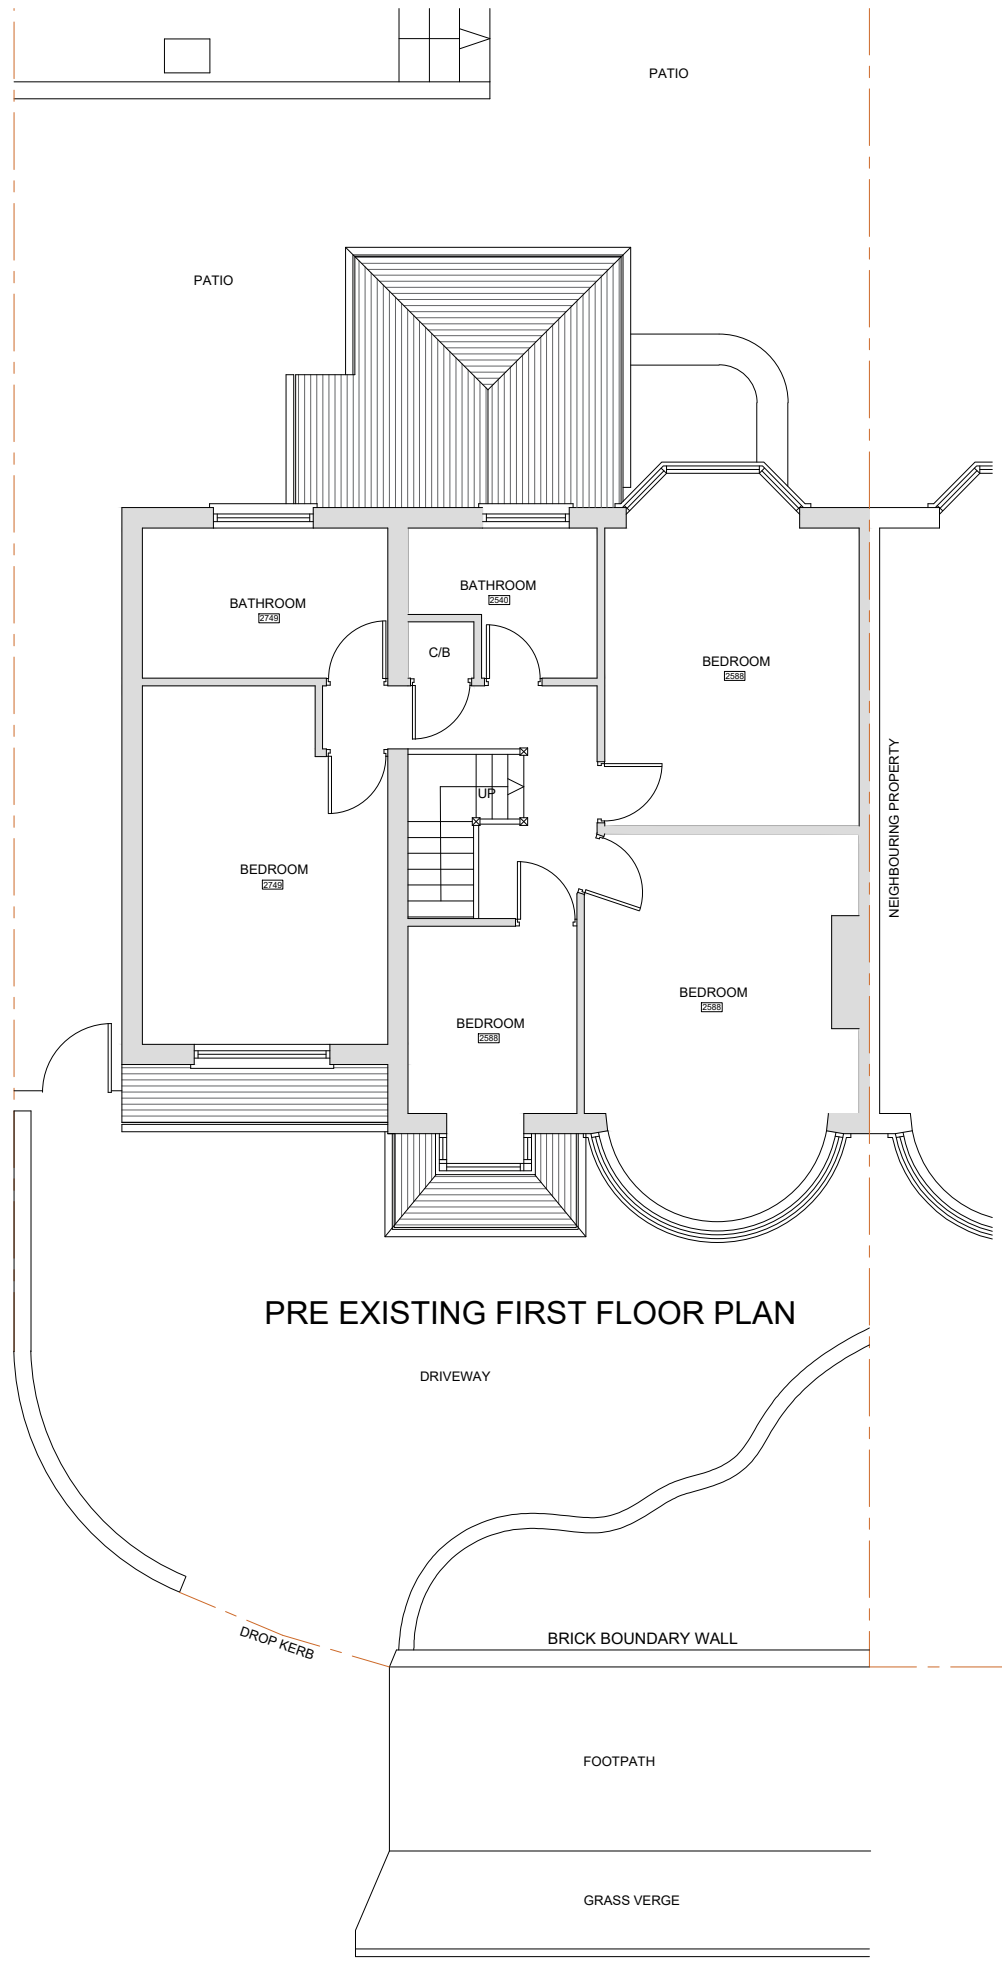 PATIO
PATIO
BATHROOM
2749
BATHROOM
2540
C/B
BEDROOM
2588
NEIGHBOURING PROPERTY
UP
BEDROOM
2749
BEDROOM
2588
BEDROOM
2588
PRE EXISTING FIRST FLOOR PLAN
DRIVEWAY
DROP KERB
BRICK BOUNDARY WALL
FOOTPATH
GRASS VERGE